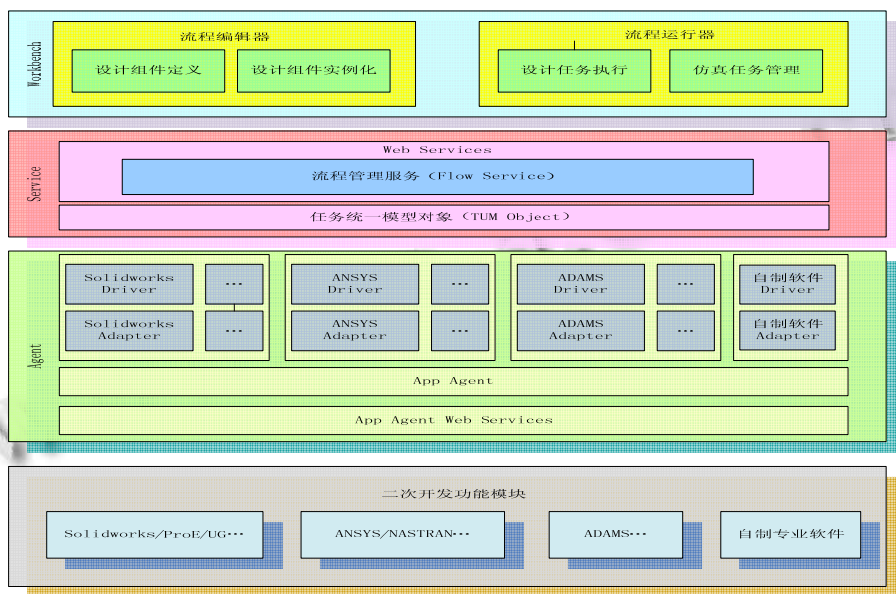 Workbench
流程编辑器
设计组件定义
设计组件实例化
流程运行器
设计任务执行
仿真任务管理
Service
Web Services
流程管理服务（Flow Service）
任务统一模型对象（TUM Object）
Agent
Solidworks
Driver
...
Solidworks
Adapter
...
ANSYS
Driver
...
ANSYS
Adapter
...
ADAMS
Driver
...
ADAMS
Adapter
...
自制软件
Driver
自制软件
Adapter
App Agent
App Agent Web Services
二次开发功能模块
Solidworks/ProE/UG...
ANSYS/NASTRAN...
ADAMS...
自制专业软件